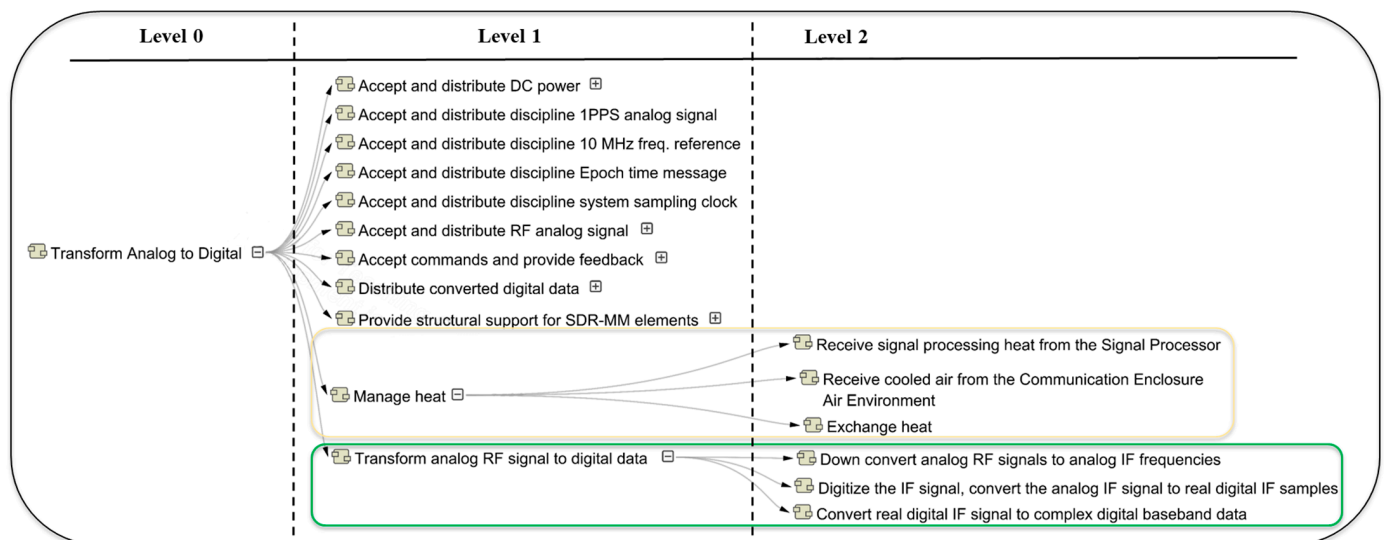 Level 0
Level 1
Level 2
Accept and distribute DC power
Accept and distribute discipline 1PPS analog signal
Accept and distribute discipline 10 MHz freq. reference
Accept and distribute discipline Epoch time message
Accept and distribute discipline system sampling clock
Accept and distribute RF analog signal
Transform Analog to Digital
Accept commands and provide feedback
Distribute converted digital data
Provide structural support for SDR-MM elements
Manage heat
Receive signal processing heat from the Signal Processor
Receive cooled air from the Communication Enclosure
Air Environment
Exchange heat
Transform analog RF signal to digital data
Down convert analog RF signals to analog IF frequencies
Digitize the IF signal, convert the analog IF signal to real digital IF samples
Convert real digital IF signal to complex digital baseband data